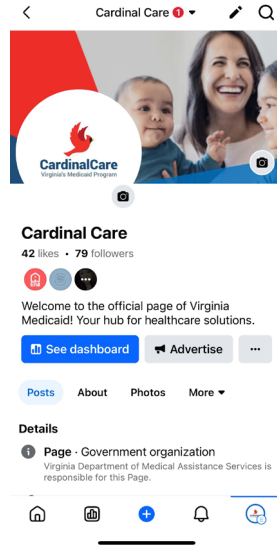 Cardinal Care 1
CardinalCare
Virginia's Medicaid Program
Cardinal Care
42 likes • 79 followers
Welcome to the official page of Virginia
Medicaid! Your hub for healthcare solutions.
See dashboard
Advertise
Posts
About
Photos
More
Details
Page · Government organization
Virginia Department of Medical Assistance Services is
responsible for this Page.